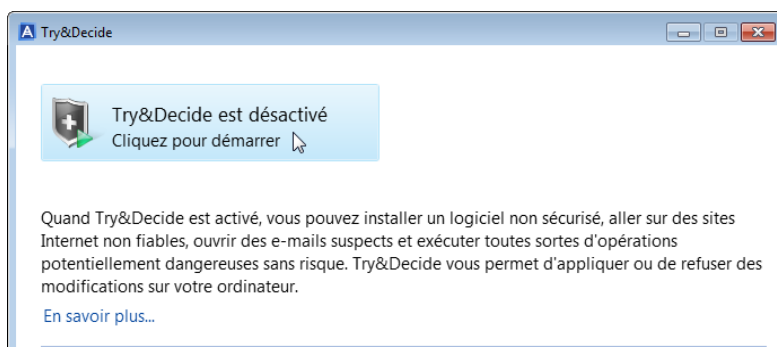 Try&Decide
Try&Decide est désactivé
Cliquez pour démarrer
Quand Try&Decide est activé, vous pouvez installer un logiciel non sécurisé, aller sur des sites
Internet non fiables, ouvrir des e-mails suspects et exécuter toutes sortes d'opérations
potentiellement dangereuses sans risque. Try&Decide vous permet d'appliquer ou de refuser des
modifications sur votre ordinateur.
En savoir plus...